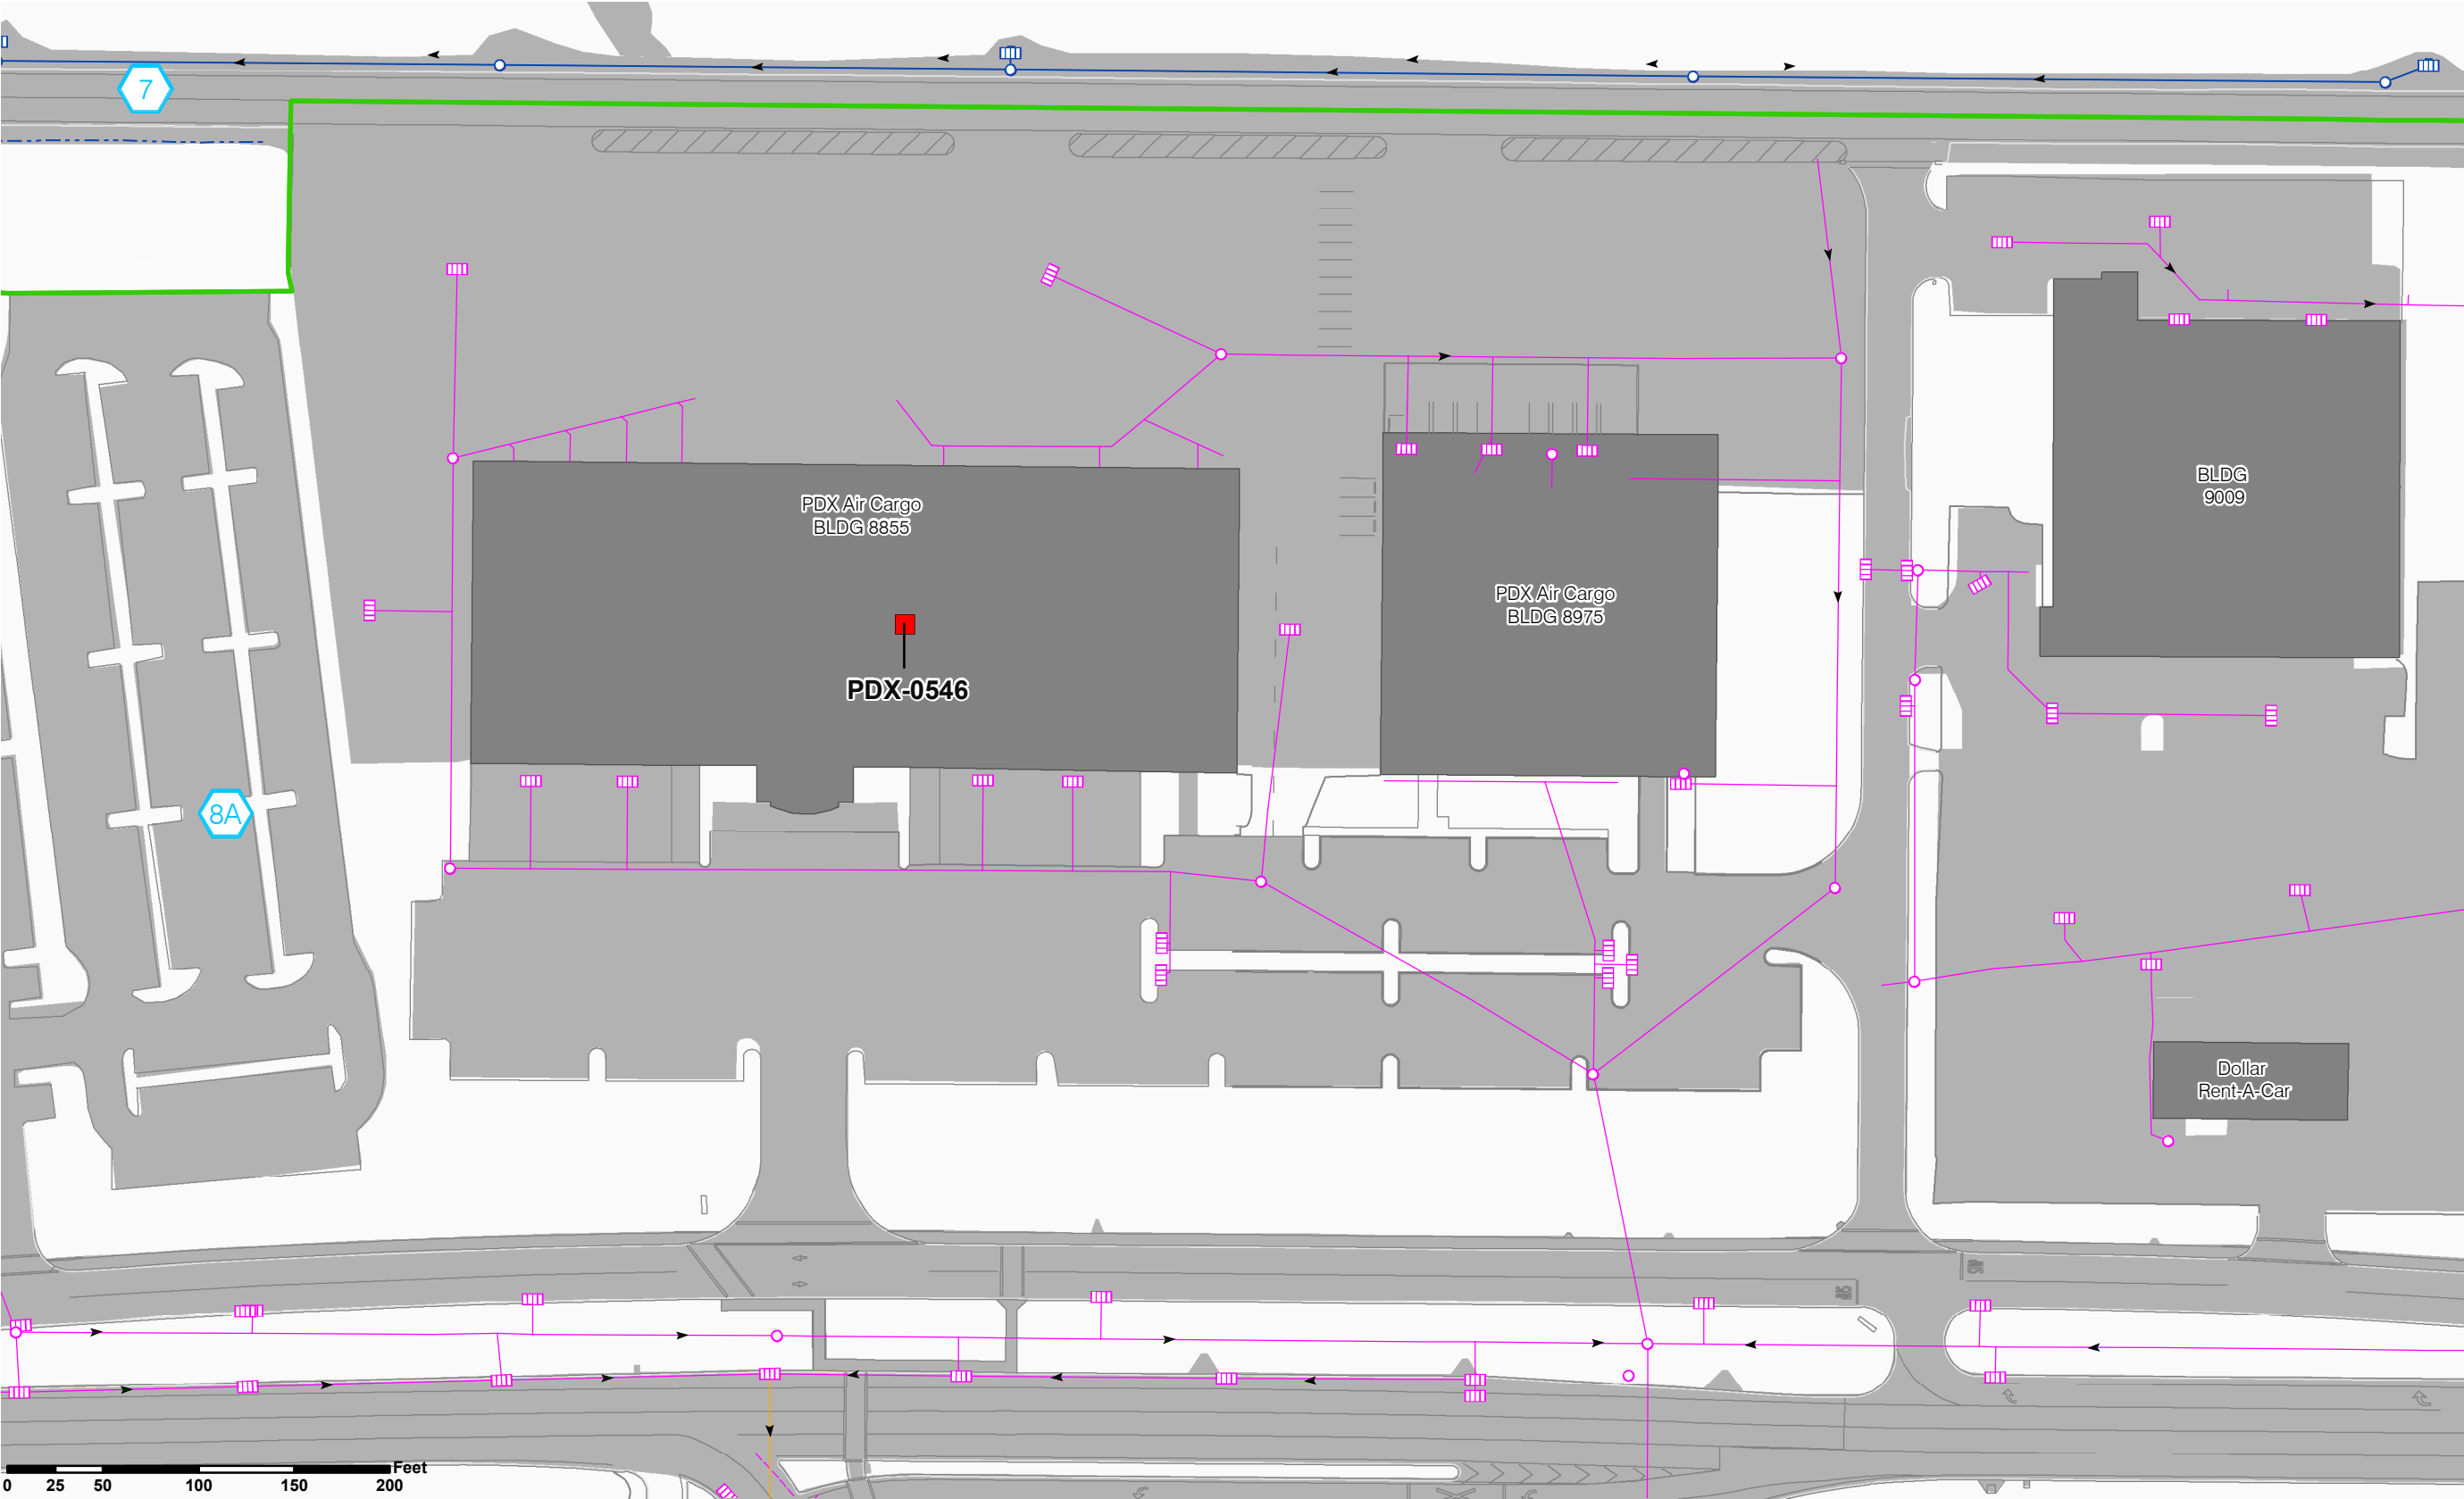 7
PDX Air Cargo
BLDG 8855
BLDG
9009
PDX Air Cargo
BLDG 8975
PDX-0546
8A
Dollar
Rent-A-Car
Feet
0 25 50 100 150 200